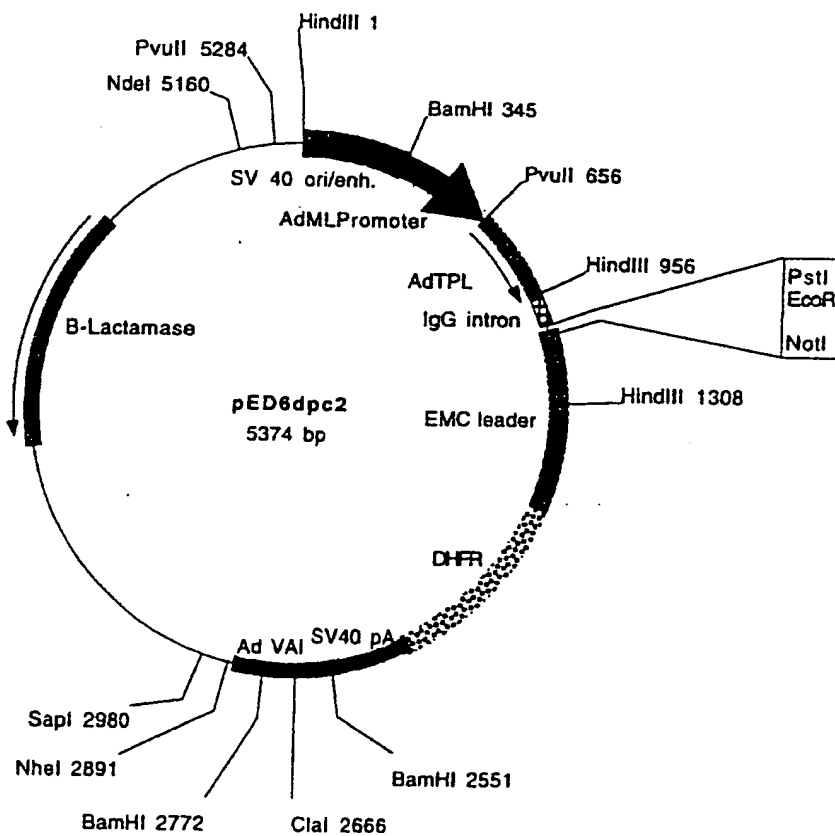 HindIII 1
PvuII 5284
NdeI 5160
BamHI 345
SV 40 ori/enh.
PvuII 656
AdMLPromoter
HindIII 956
AdTPL
PstI
EcoR
IgG intron
NotI
B-Lactamase
pED6dpc2
5374 bp
HindIII 1308
EMC leader
DHFR
SV40 pA
Ad VAI
SapI 2980
NheI 2891
BamHI 2551
BamHI 2772
ClaI 2666